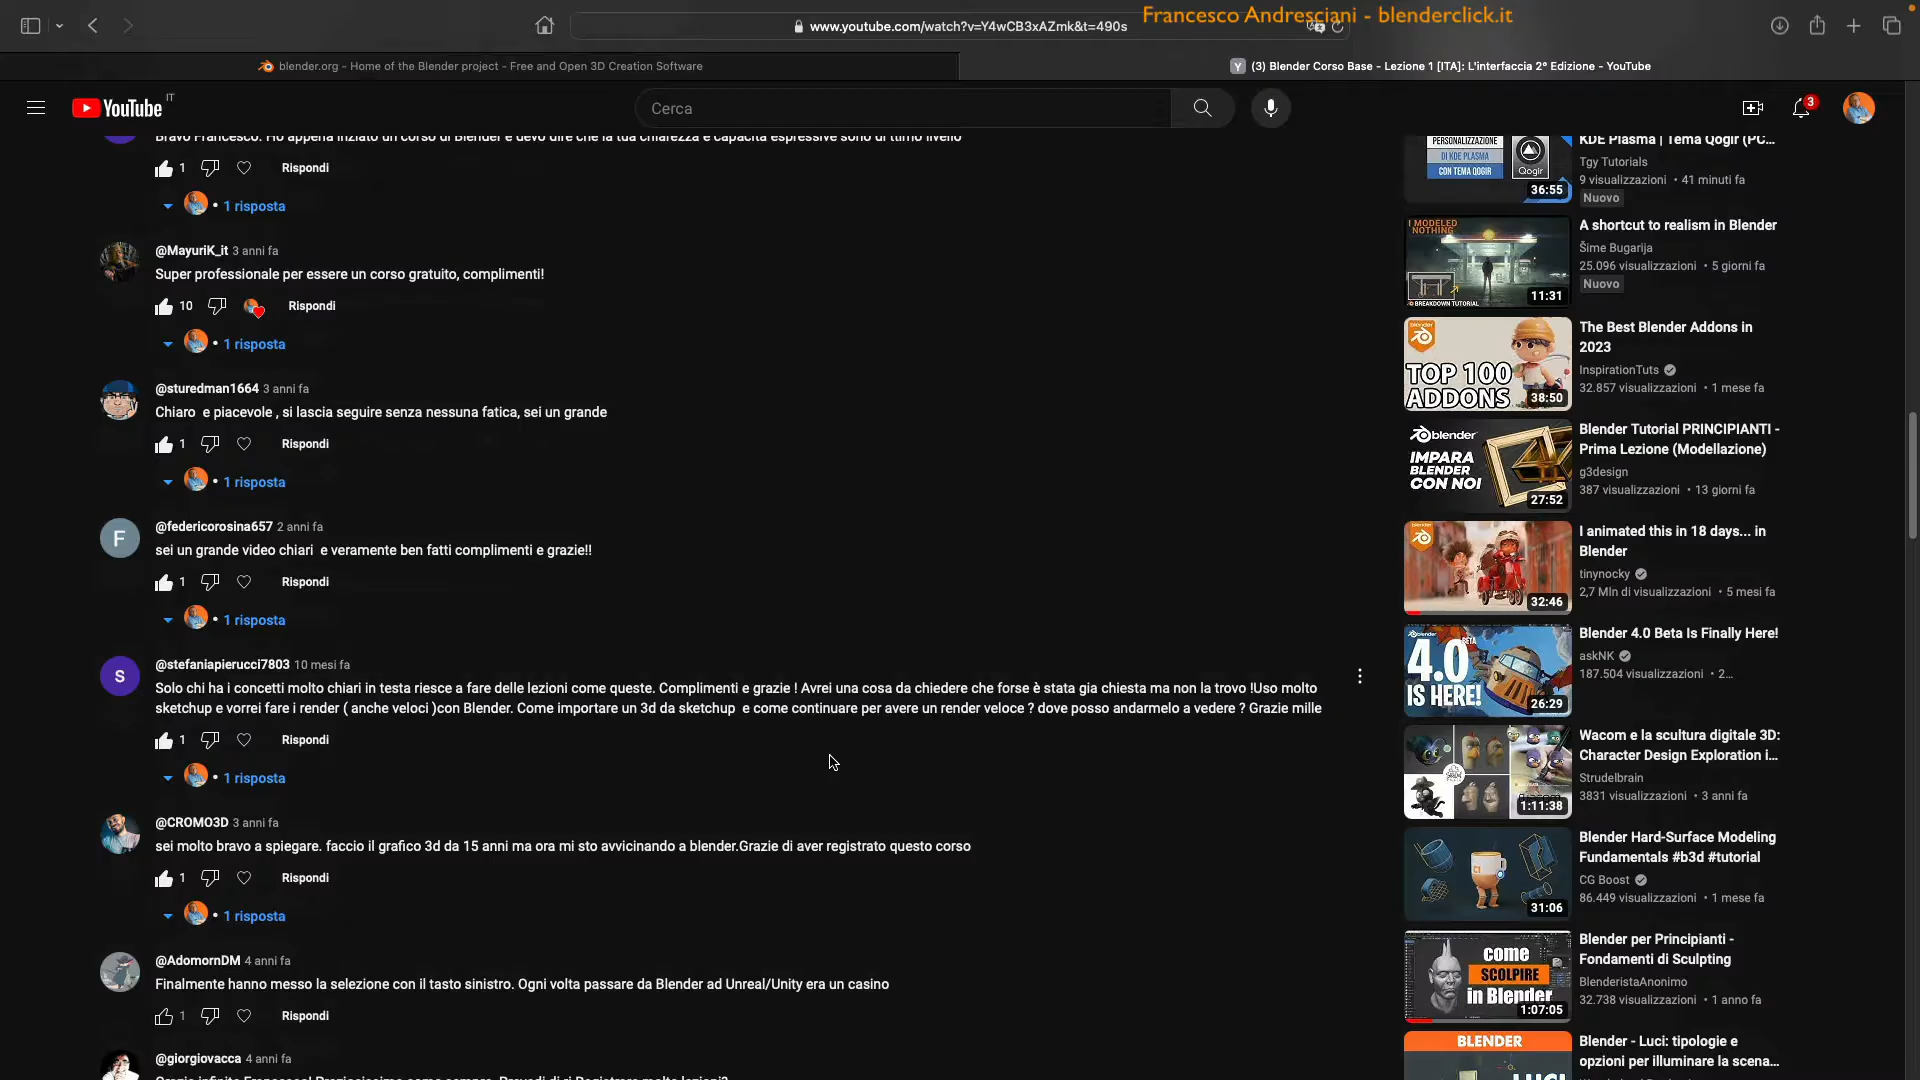 Francesco Andresciani - blenderclick.it
www.youtube.com/watch?v=Y4wCB3xAZmk&t=490s
blender.org - Home of the Blender project - Free and Open 3D Creation Software
(3) Blender Corso Base - Lezione 1 [ITA]: L'interfaccia 2° Edizione - YouTube
YouTube IT
Cerca
3
Bravo Francesco. Ho appena iniziato un corso di Blender e devo dire che la tua chiarezza e capacità espressive sono di ttimo livello
1 Rispondi
• 1 risposta
@MayuriK_it 3 anni fa
Super professionale per essere un corso gratuito, complimenti!
10 Rispondi
• 1 risposta
@sturedman1664 3 anni fa
Chiaro e piacevole , si lascia seguire senza nessuna fatica, sei un grande
1 Rispondi
• 1 risposta
F
@federicorosina657 2 anni fa
sei un grande video chiari e veramente ben fatti complimenti e grazie!!
1 Rispondi
• 1 risposta
S
@stefaniapierucci7803 10 mesi fa
Solo chi ha i concetti molto chiari in testa riesce a fare delle lezioni come queste. Complimenti e grazie ! Avrei una cosa da chiedere che forse è stata gia chiesta ma non la trovo !Uso molto
sketchup e vorrei fare i render ( anche veloci )con Blender. Come importare un 3d da sketchup e come continuare per avere un render veloce ? dove posso andarmelo a vedere ? Grazie mille
1 Rispondi
• 1 risposta
@CROMO3D 3 anni fa
sei molto bravo a spiegare. faccio il grafico 3d da 15 anni ma ora mi sto avvicinando a blender.Grazie di aver registrato questo corso
1 Rispondi
• 1 risposta
@AdomornDM 4 anni fa
Finalmente hanno messo la selezione con il tasto sinistro. Ogni volta passare da Blender ad Unreal/Unity era un casino
1 Rispondi
@giorgiovacca 4 anni fa
PERSONALIZZAZIONE
DI KDE PLASMA
CON TEMA QOGIR
Qogir
36:55
KDE Plasma | Tema Qogir (PC...
Tgy Tutorials
9 visualizzazioni • 41 minuti fa
Nuovo
I MODELED
NOTHING
BREAKDOWN TUTORIAL
11:31
A shortcut to realism in Blender
Šime Bugarija
25.096 visualizzazioni • 5 giorni fa
Nuovo
TOP 100
ADDONS
38:50
The Best Blender Addons in
2023
InspirationTuts
32.857 visualizzazioni • 1 mese fa
blender
IMPARA
BLENDER
CON NOI
27:52
Blender Tutorial PRINCIPIANTI -
Prima Lezione (Modellazione)
g3design
387 visualizzazioni • 13 giorni fa
32:46
I animated this in 18 days... in
Blender
tinynocky
2,7 Mln di visualizzazioni • 5 mesi fa
blender
4.0 BETA
IS HERE!
26:29
Blender 4.0 Beta Is Finally Here!
askNK
187.504 visualizzazioni • 2...
1:11:38
Wacom e la scultura digitale 3D:
Character Design Exploration i...
Strudelbrain
3831 visualizzazioni • 3 anni fa
C1
31:06
Blender Hard-Surface Modeling
Fundamentals #b3d #tutorial
CG Boost
86.449 visualizzazioni • 1 mese fa
come
SCOLPIRE
in Blender
1:07:05
Blender per Principianti -
Fondamenti di Sculpting
BlenderistaAnonimo
32.738 visualizzazioni • 1 anno fa
BLENDER
LUCI
Blender - Luci: tipologie e
opzioni per illuminare la scena...